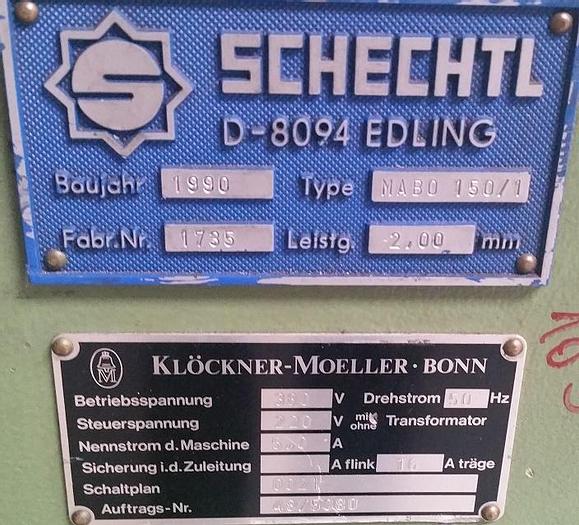 SCHECHTL
D-8094 EDLING
Baujahr 1990 Type MABO 150/1
Fabr.Nr. 1735 Leistg. 2,00 mm
KLÖCKNER-MOELLER · BONN
Betriebsspannung 380 V Drehstrom 50 Hz
Steuerspannung 220 V mit ohne Transformator
Nennstrom d. Maschine A
Sicherung i.d. Zuleitung A flink 16 A träge
Schaltplan
Auftrags-Nr.